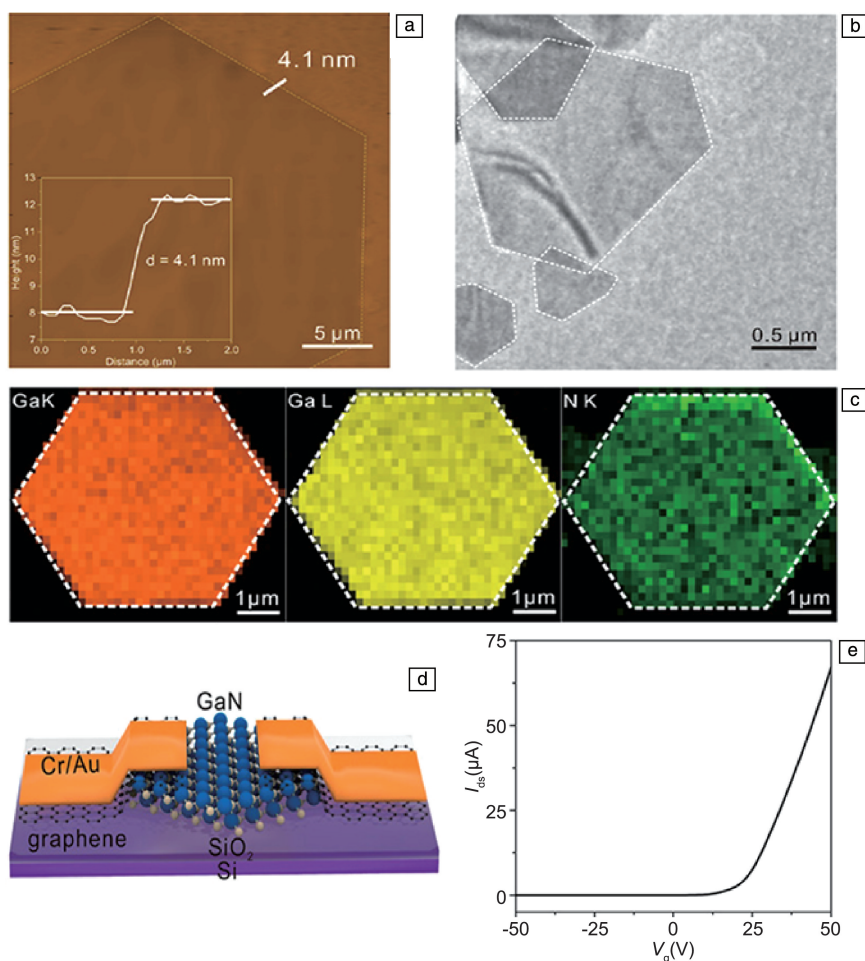 a
4.1 nm
13
12
11
10
9
8
7
Height (nm)
d = 4.1 nm
0.0 0.5 1.0 1.5 2.0
Distance (μm)
5 μm
b
0.5 μm
c
GaK
1μm
Ga L
1μm
N K
1μm
d
GaN
Cr/Au
graphene
SiO₂
Si
e
75
50
25
0
Ids(μA)
-50 -25 0 25 50
Vg(V)